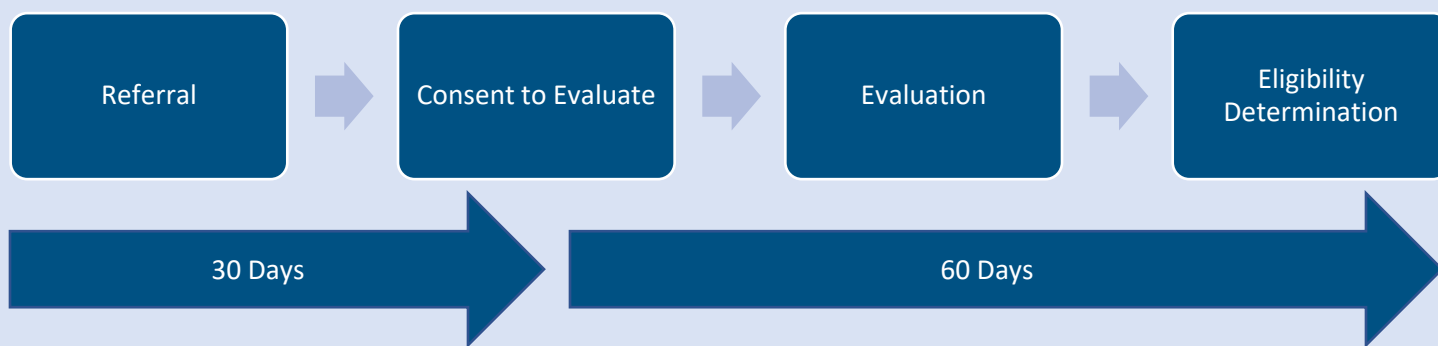 Referral
Consent to Evaluate
Evaluation
Eligibility
Determination
30 Days
60 Days